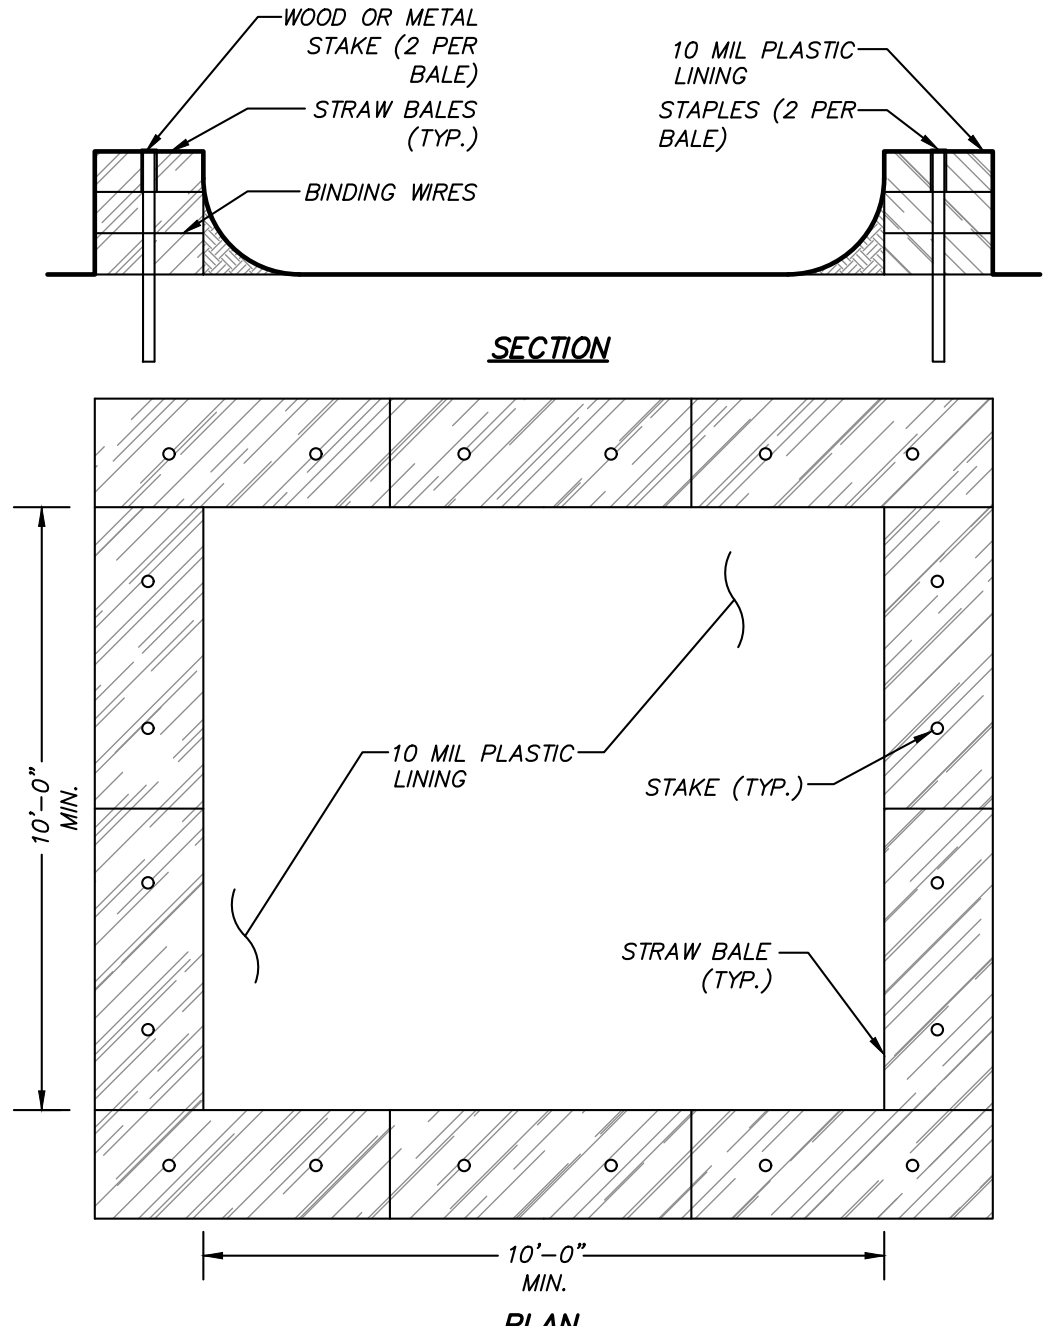 WOOD OR METAL
STAKE (2 PER
BALE)
STRAW BALES
(TYP.)
BINDING WIRES
10 MIL PLASTIC
LINING
STAPLES (2 PER
BALE)
SECTION
10'-0"
MIN.
10 MIL PLASTIC
LINING
STAKE (TYP.)
STRAW BALE
(TYP.)
10'-0"
MIN.
PLAN